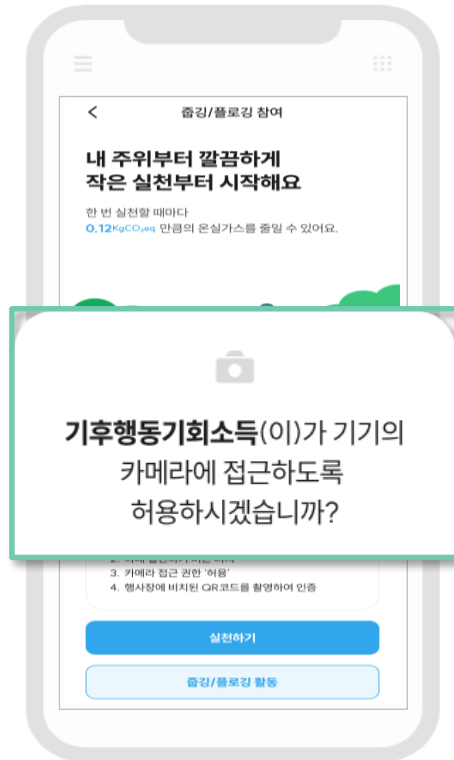 줍깅/플로깅 참여
내 주위부터 깔끔하게
작은 실천부터 시작해요
한 번 실천할 때마다
0.12KgCO₂eq 만큼의 온실가스를 줄일 수 있어요.
기후행동기회소득(이)가 기기의
카메라에 접근하도록
허용하시겠습니까?
3. 카메라 접근 권한 '허용'
4. 행사장에 비치된 QR코드를 촬영하여 인증
실천하기
줍깅/플로깅 활동